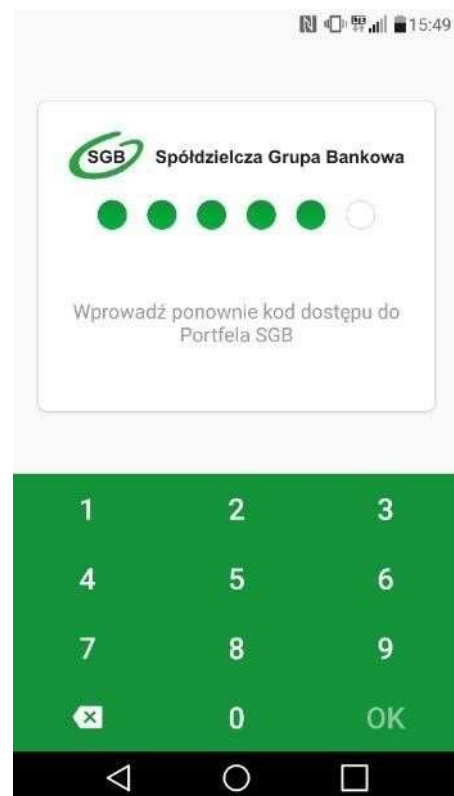 15:49
SGB Spółdzielcza Grupa Bankowa
Wprowadź ponownie kod dostępu do
Portfela SGB
1 2 3
4 5 6
7 8 9
0 OK